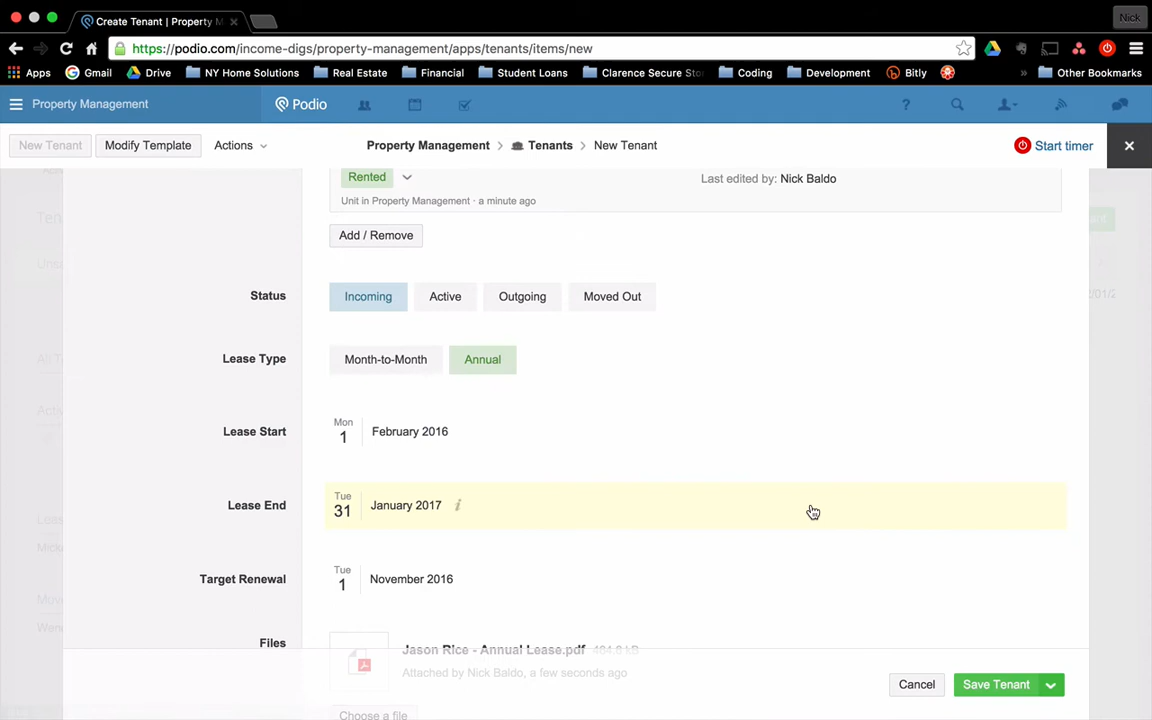 Create Tenant | Property M
Nick
https://podio.com/income-digs/property-management/apps/tenants/items/new
Apps Gmail Drive NY Home Solutions Real Estate Financial Student Loans Clarence Secure Sto Coding Development Bitly » Other Bookmarks
Property Management Podio ?
New Tenant Modify Template Actions Property Management > Tenants > New Tenant Start timer
Rented Last edited by: Nick Baldo
Unit in Property Management · a minute ago
Add / Remove
Status Incoming Active Outgoing Moved Out
Lease Type Month-to-Month Annual
Lease Start Mon 1 February 2016
Lease End Tue 31 January 2017 i
Target Renewal Tue 1 November 2016
Files Jason Rice - Annual Lease.pdf 484.8 kB
Attached by Nick Baldo, a few seconds ago
Choose a file
Cancel Save Tenant